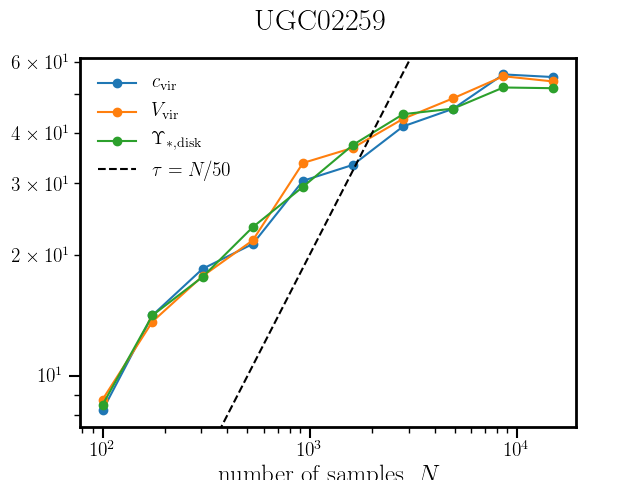 UGC02259
6 × 10¹
4 × 10¹
3 × 10¹
2 × 10¹
10¹
c_vir
V_vir
Υ_*,disk
τ = N/50
10² 10³ 10⁴
number of samples, N